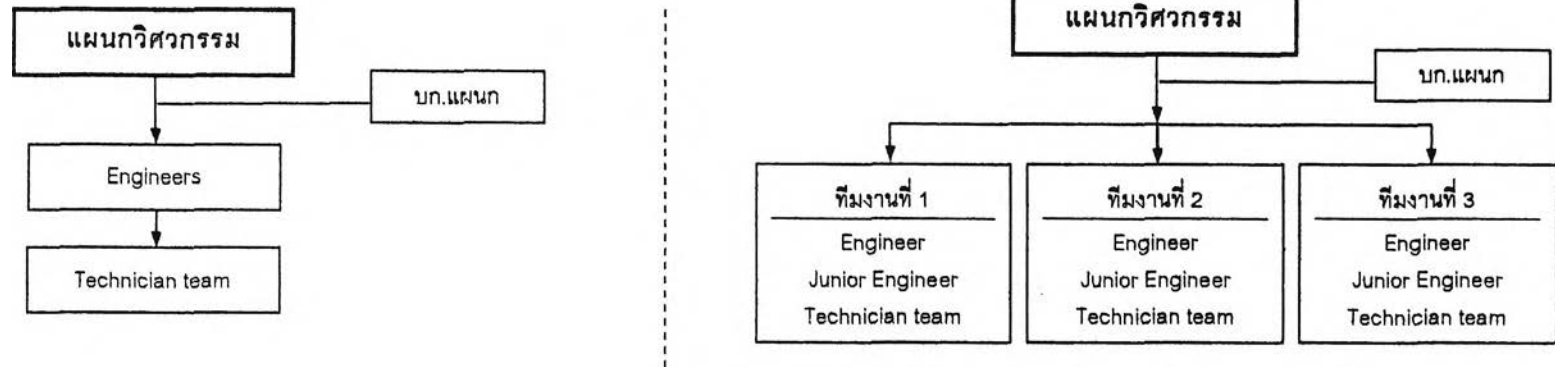 แผนกวิศวกรรม
บก.แผนก
Engineers
Technician team
แผนกวิศวกรรม
บก.แผนก
ทีมงานที่ 1
Engineer
Junior Engineer
Technician team
ทีมงานที่ 2
Engineer
Junior Engineer
Technician team
ทีมงานที่ 3
Engineer
Junior Engineer
Technician team